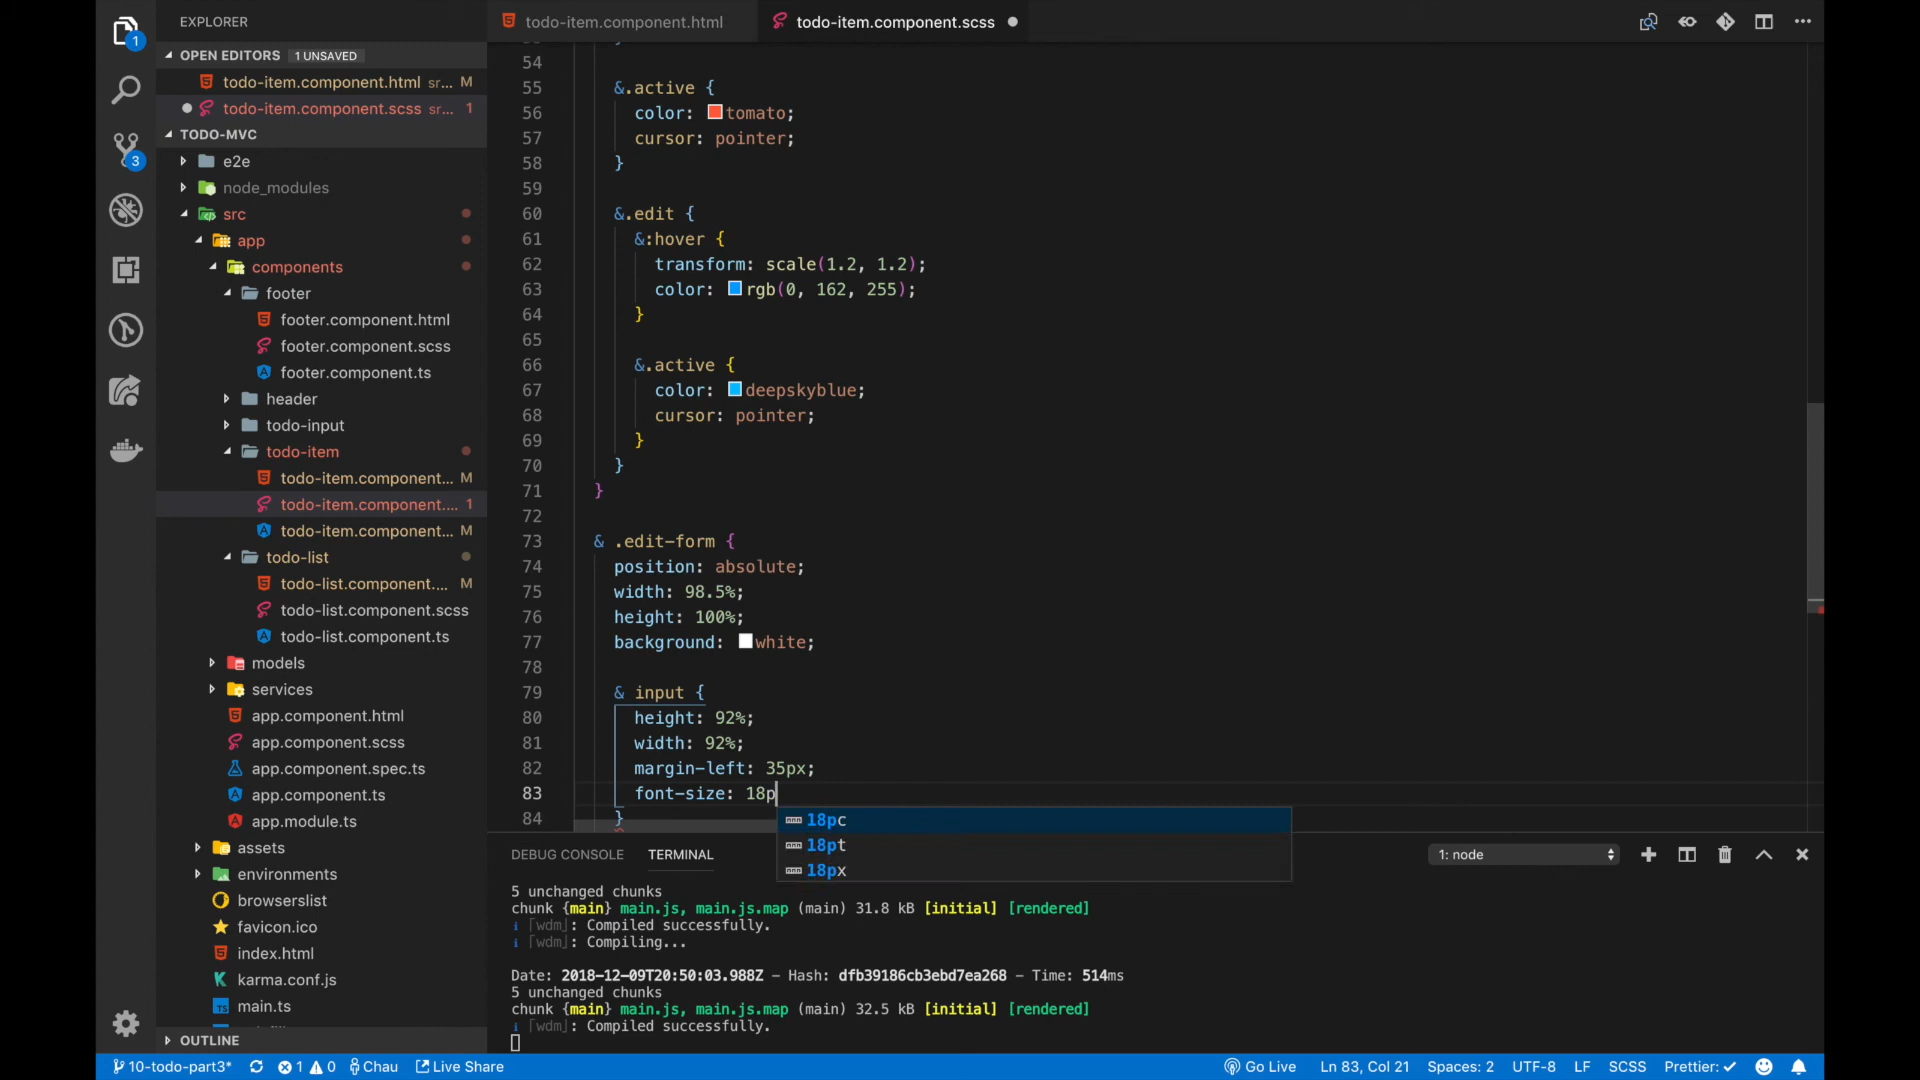 EXPLORER
OPEN EDITORS 1 UNSAVED
todo-item.component.html sr... M
todo-item.component.scss sr... 1
TODO-MVC
e2e
node_modules
src
app
components
footer
footer.component.html
footer.component.scss
footer.component.ts
header
todo-input
todo-item
todo-item.component... M
todo-item.component.... 1
todo-item.component... M
todo-list
todo-list.component.... M
todo-list.component.scss
todo-list.component.ts
models
services
app.component.html
app.component.scss
app.component.spec.ts
app.component.ts
app.module.ts
assets
environments
browserslist
favicon.ico
index.html
karma.conf.js
main.ts
OUTLINE
1
3
todo-item.component.html
todo-item.component.scss
54
55 &.active {
56 color: tomato;
57 cursor: pointer;
58 }
59
60 &.edit {
61 &:hover {
62 transform: scale(1.2, 1.2);
63 color: rgb(0, 162, 255);
64 }
65
66 &.active {
67 color: deepskyblue;
68 cursor: pointer;
69 }
70 }
71 }
72
73 & .edit-form {
74 position: absolute;
75 width: 98.5%;
76 height: 100%;
77 background: white;
78
79 & input {
80 height: 92%;
81 width: 92%;
82 margin-left: 35px;
83 font-size: 18p
84 }
18pc
18pt
18px
DEBUG CONSOLE TERMINAL 1: node
5 unchanged chunks
chunk {main} main.js, main.js.map (main) 31.8 kB [initial] [rendered]
i ｢wdm｣: Compiled successfully.
i ｢wdm｣: Compiling...
Date: 2018-12-09T20:50:03.988Z - Hash: dfb39186cb3ebd7ea268 - Time: 514ms
5 unchanged chunks
chunk {main} main.js, main.js.map (main) 32.5 kB [initial] [rendered]
i ｢wdm｣: Compiled successfully.
10-todo-part3* 1 0 Chau Live Share Go Live Ln 83, Col 21 Spaces: 2 UTF-8 LF SCSS Prettier: ✓